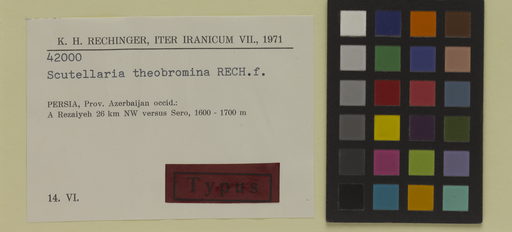 K. H. RECHINGER, ITER IRANICUM VII., 1971
42000
Scutellaria theobromina RECH.f.
PERSIA, Prov. Azerbaijan occid.:
A Rezaiyeh 26 km NW versus Sero, 1600 - 1700 m
Typus
14. VI.